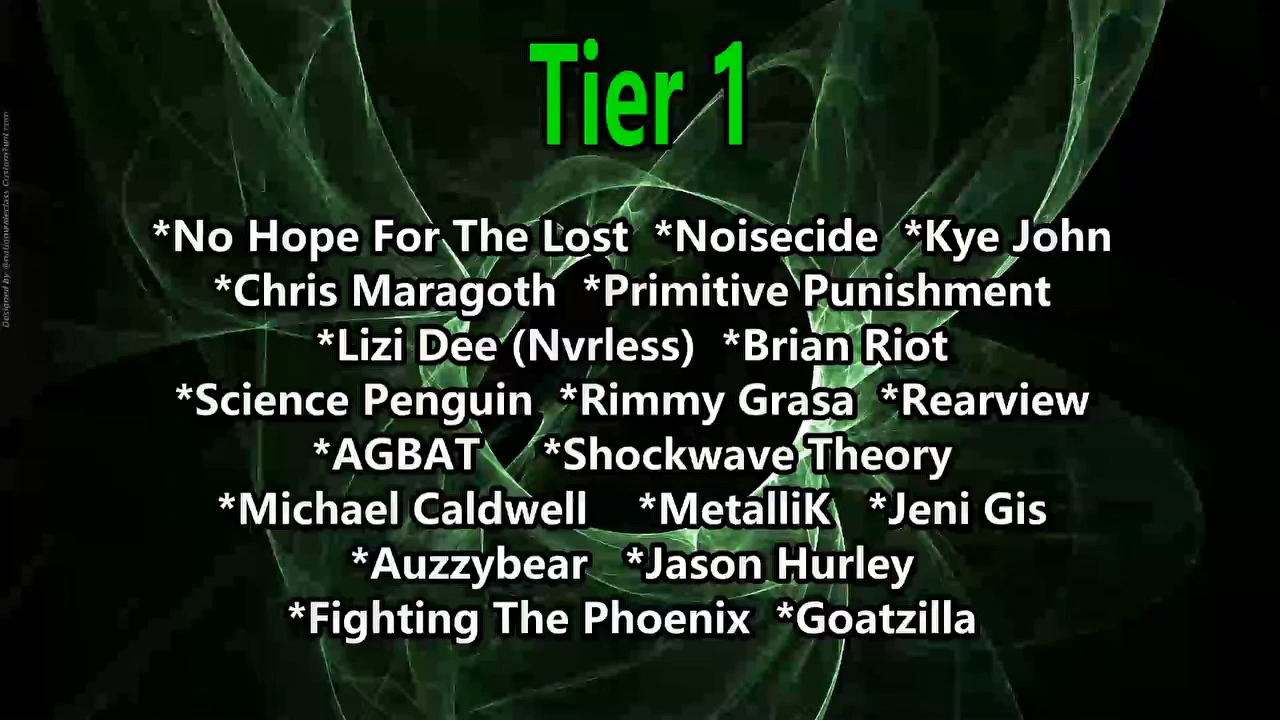 Tier 1
*No Hope For The Lost *Noisecide *Kye John
*Chris Maragoth *Primitive Punishment
*Lizi Dee (Nvrless) *Brian Riot
*Science Penguin *Rimmy Grasa *Rearview
*AGBAT *Shockwave Theory
*Michael Caldwell *MetalliK *Jeni Gis
*Auzzybear *Jason Hurley
*Fighting The Phoenix *Goatzilla
Designed by